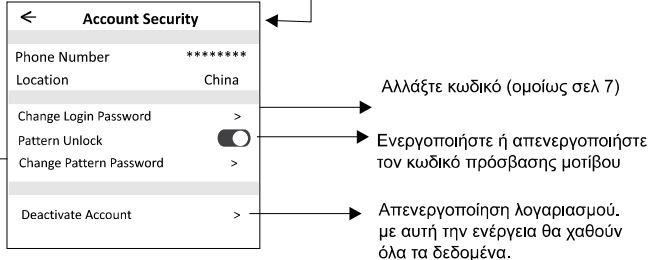 Account Security
Phone Number ********
Location China
Change Login Password >
Pattern Unlock
Change Pattern Password >
Deactivate Account >
Αλλάξτε κωδικό (ομοίως σελ 7)
Ενεργοποιήστε ή απενεργοποιήστε
τον κωδικό πρόσβασης μοτίβου
Απενεργοποίηση λογαριασμού.
με αυτή την ενέργεια θα χαθούν
όλα τα δεδομένα.